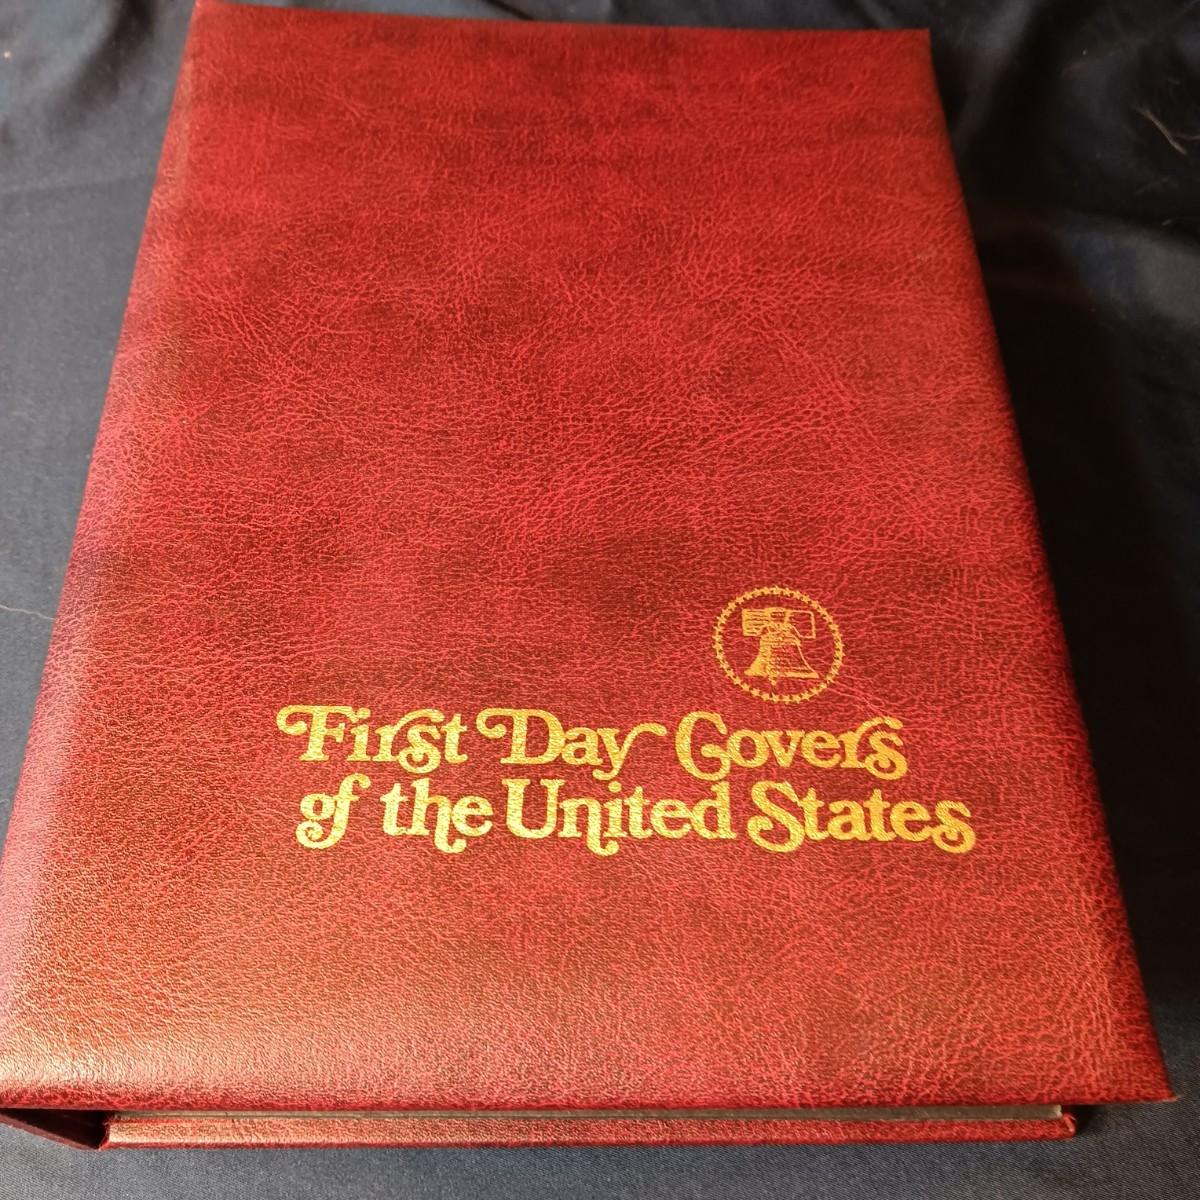 First Day Covers
of the United States